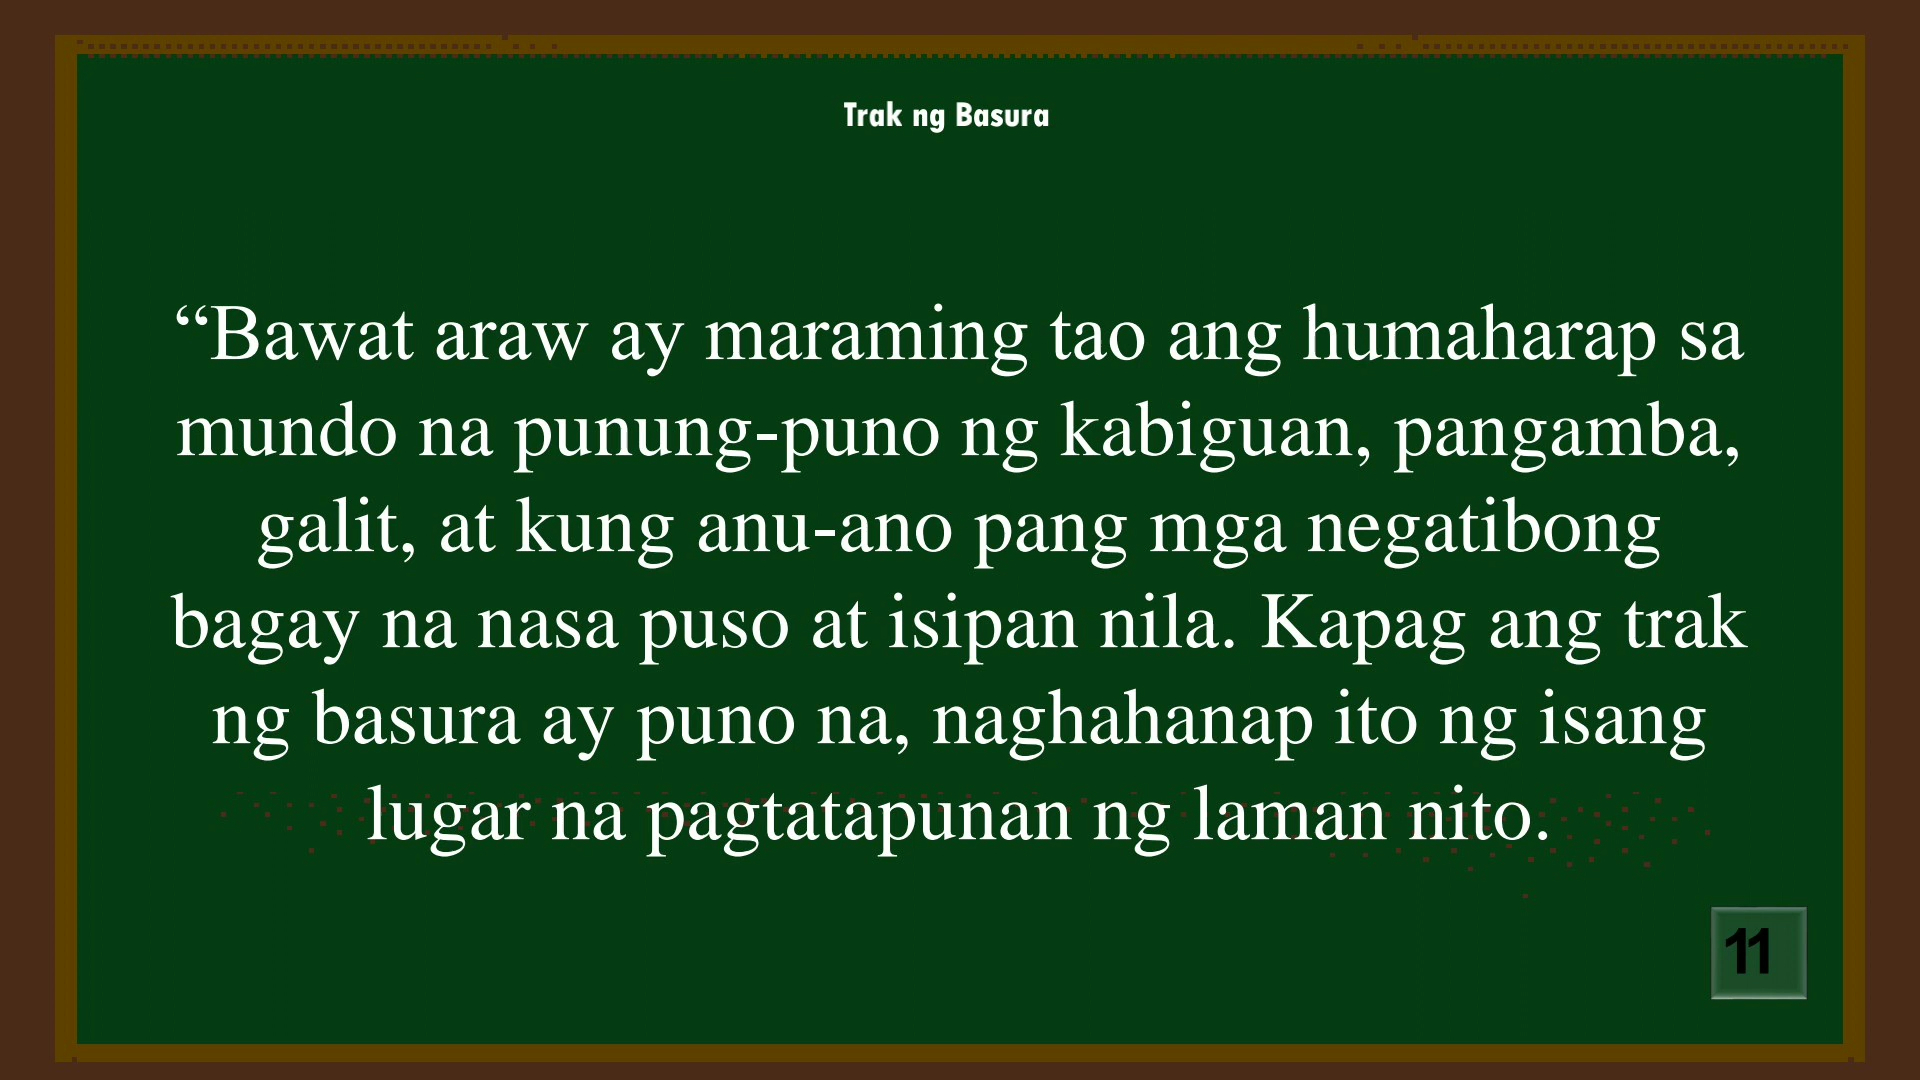 Trak ng Basura
“Bawat araw ay maraming tao ang humaharap sa
mundo na punung-puno ng kabiguan, pangamba,
galit, at kung anu-ano pang mga negatibong
bagay na nasa puso at isipan nila. Kapag ang trak
ng basura ay puno na, naghahanap ito ng isang
lugar na pagtatapunan ng laman nito.
11